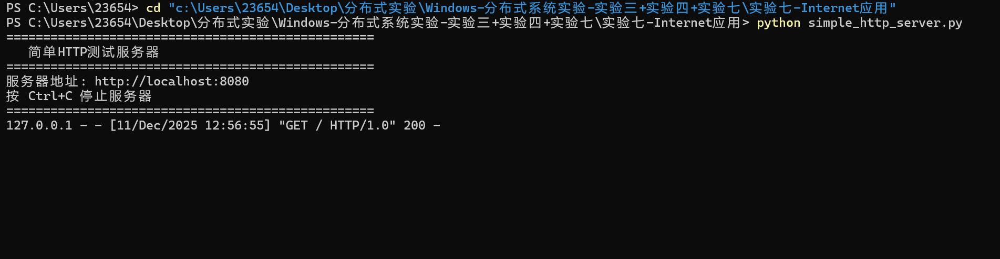 PS C:\Users\23654> cd "c:\Users\23654\Desktop\分布式实验\Windows-分布式系统实验-实验三+实验四+实验七\实验七-Internet应用"
PS C:\Users\23654\Desktop\分布式实验\Windows-分布式系统实验-实验三+实验四+实验七\实验七-Internet应用> python simple_http_server.py
==================================================
   简单HTTP测试服务器
==================================================
服务器地址: http://localhost:8080
按 Ctrl+C 停止服务器
==================================================
127.0.0.1 - - [11/Dec/2025 12:56:55] "GET / HTTP/1.0" 200 -